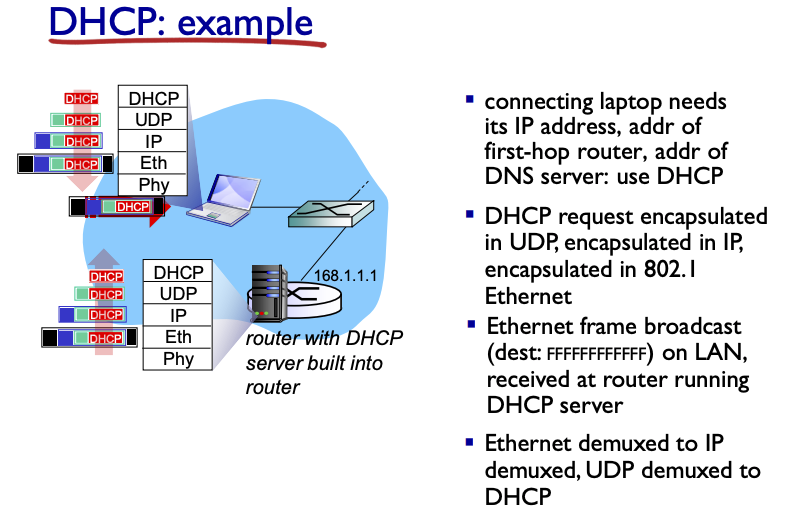 DHCP: example
DHCP
DHCP
DHCP
DHCP
DHCP
DHCP
UDP
IP
Eth
Phy
DHCP
DHCP
DHCP
DHCP
DHCP
UDP
IP
Eth
Phy
168.1.1.1
router with DHCP
server built into
router
▪ connecting laptop needs
its IP address, addr of
first-hop router, addr of
DNS server: use DHCP
▪ DHCP request encapsulated
in UDP, encapsulated in IP,
encapsulated in 802.1
Ethernet
▪ Ethernet frame broadcast
(dest: FFFFFFFFFFFF) on LAN,
received at router running
DHCP server
▪ Ethernet demuxed to IP
demuxed, UDP demuxed to
DHCP